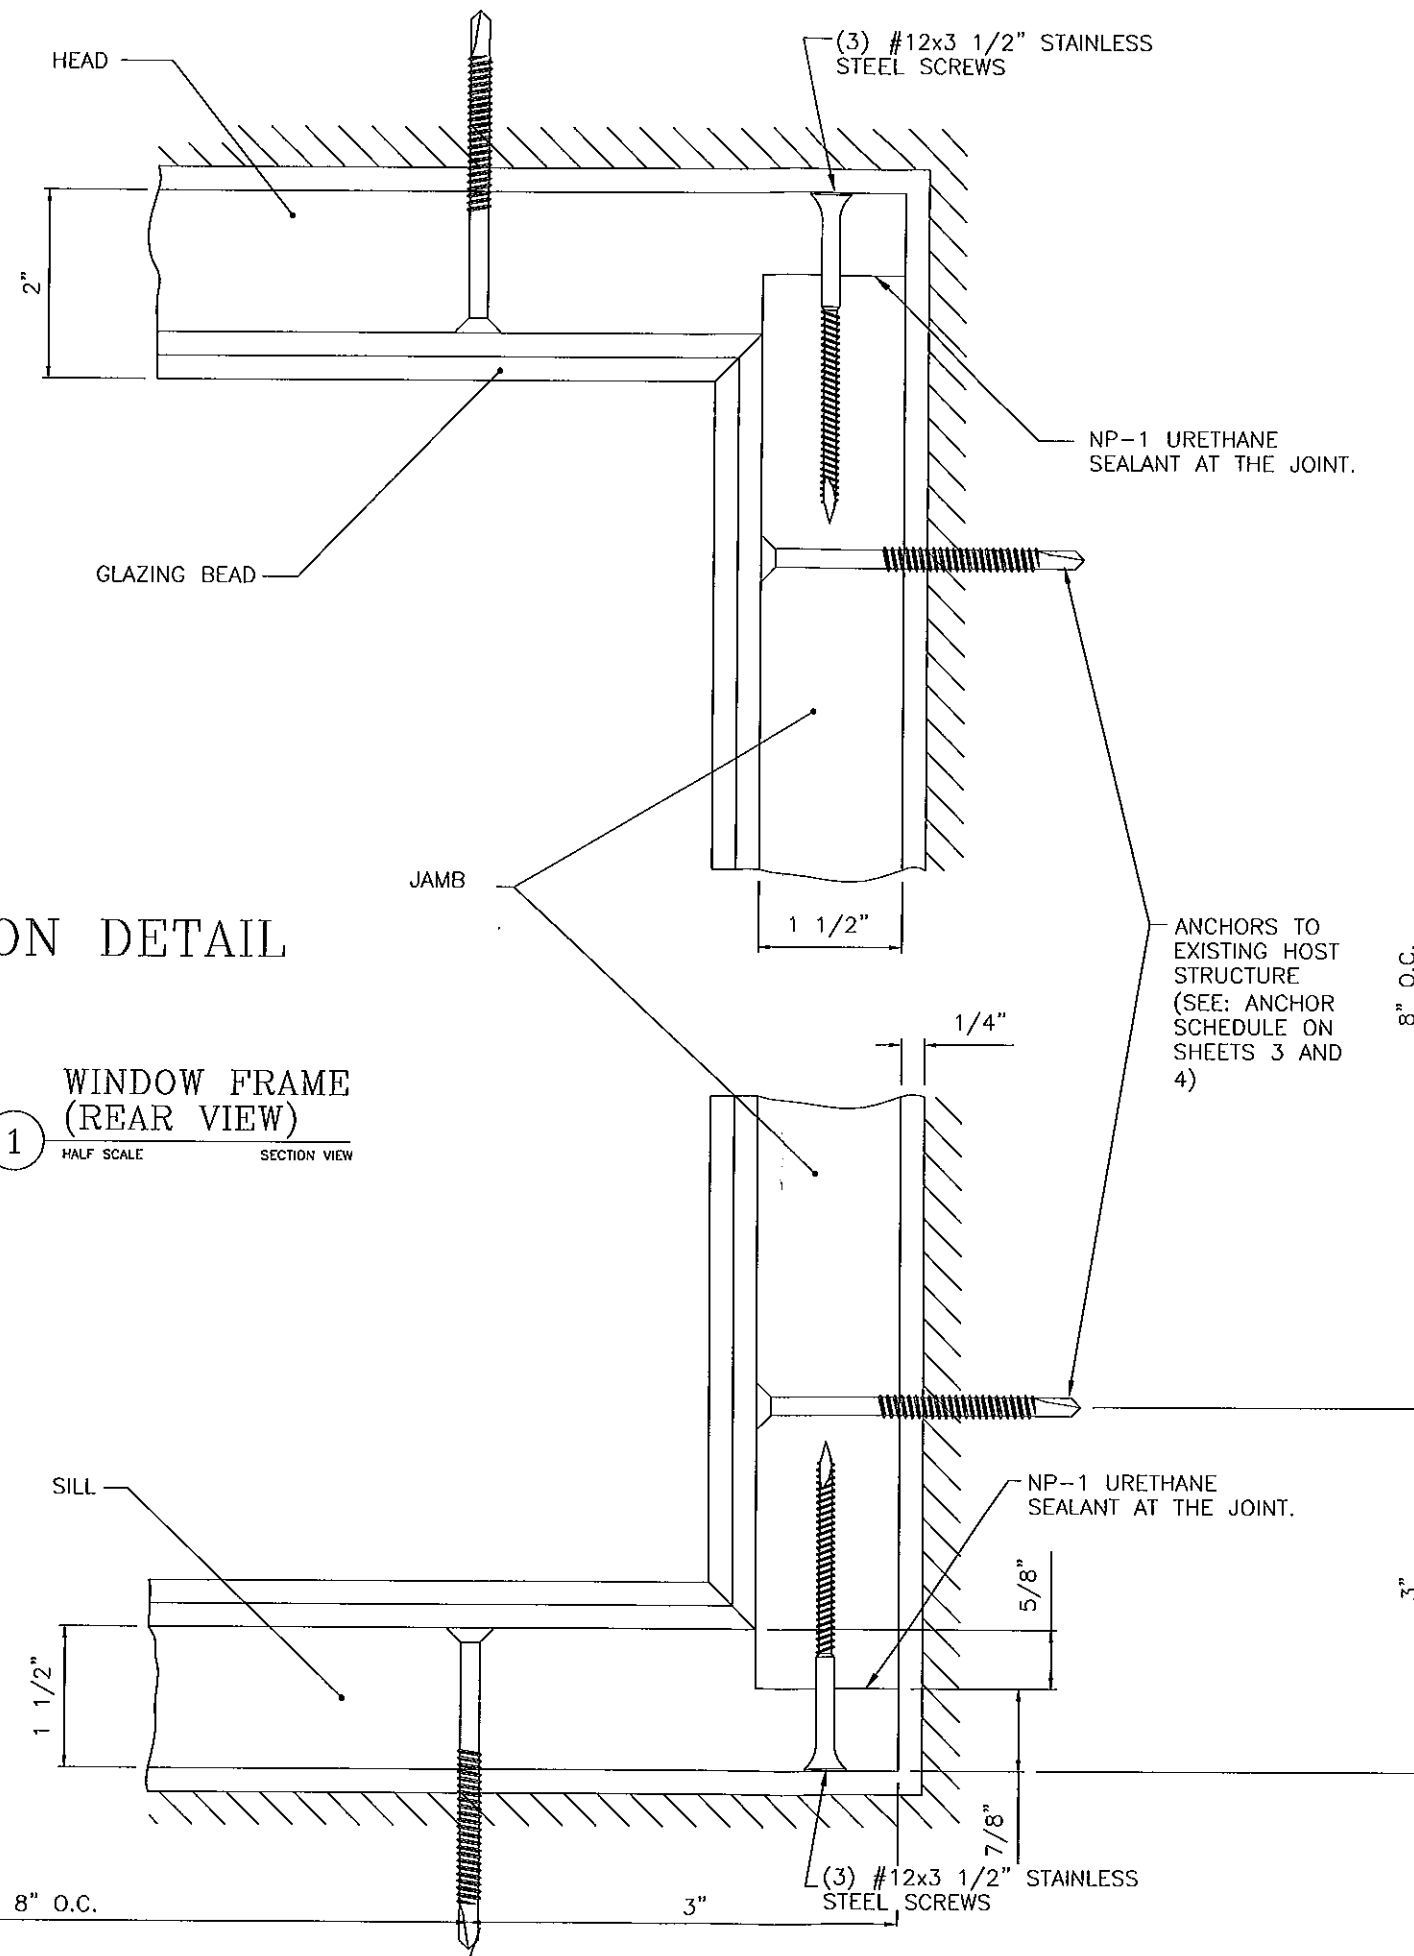 HEAD
(3) #12x3 1/2" STAINLESS
STEEL SCREWS
2"
NP-1 URETHANE
SEALANT AT THE JOINT.
3"
GLAZING BEAD
JAMB
1 1/2"
ON DETAIL
ANCHORS TO
EXISTING HOST
STRUCTURE
(SEE: ANCHOR
SCHEDULE ON
SHEETS 3 AND
4)
8" O.C.
1/4"
1
WINDOW FRAME
(REAR VIEW)
HALF SCALE SECTION VIEW
SILL
NP-1 URETHANE
SEALANT AT THE JOINT.
5/8"
3"
1 1/2"
7/8"
(3) #12x3 1/2" STAINLESS
STEEL SCREWS
8" O.C.
3"